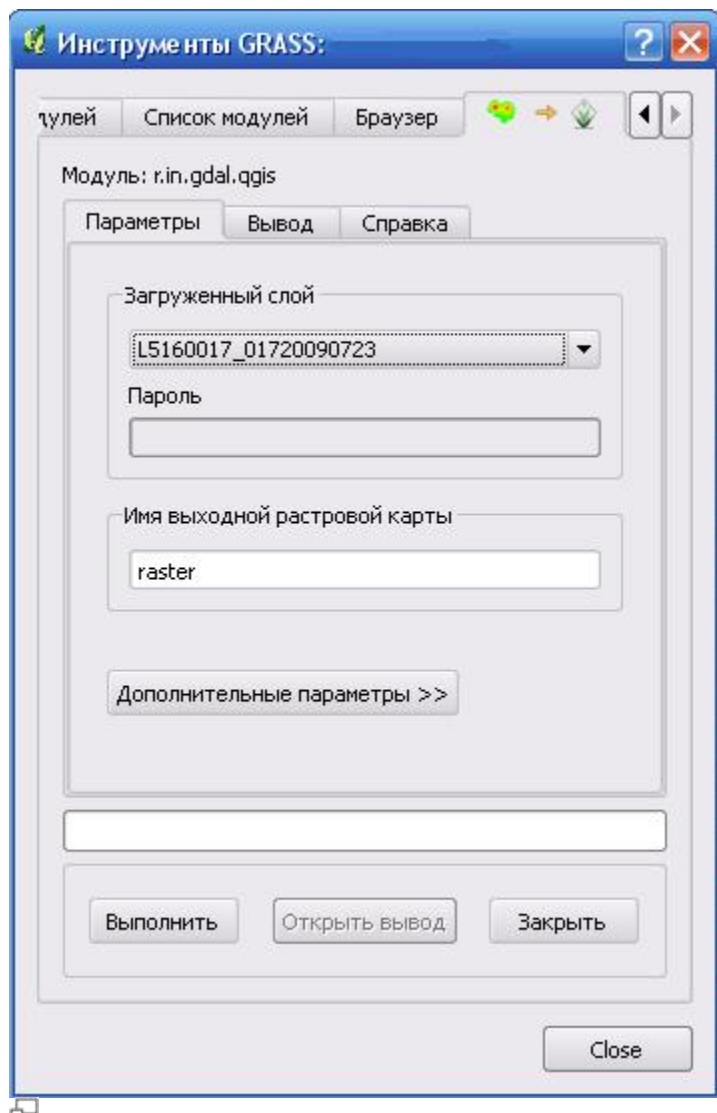 Инструменты GRASS:
дулей Список модулей Браузер
Модуль: r.in.gdal.qgis
Параметры Вывод Справка
Загруженный слой
L5160017_01720090723
Пароль
Имя выходной растровой карты
raster
Дополнительные параметры >>
Выполнить Открыть вывод Закрыть
Close